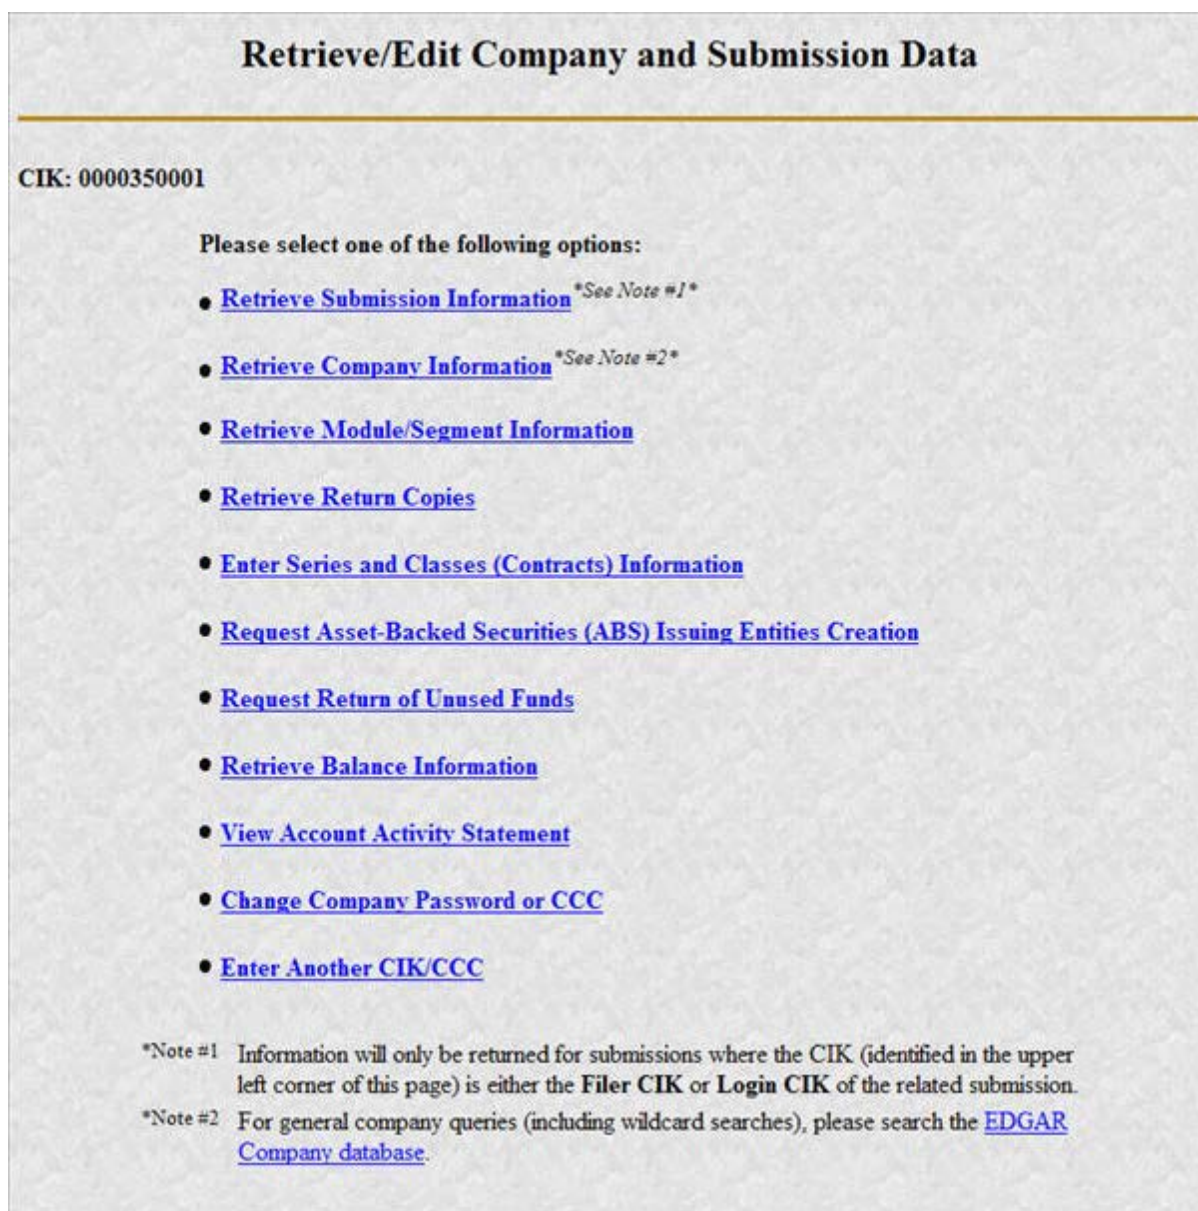 Retrieve/Edit Company and Submission Data
CIK: 0000350001
Please select one of the following options:
Retrieve Submission Information *See Note #1*
Retrieve Company Information *See Note #2*
Retrieve Module/Segment Information
Retrieve Return Copies
Enter Series and Classes (Contracts) Information
Request Asset-Backed Securities (ABS) Issuing Entities Creation
Request Return of Unused Funds
Retrieve Balance Information
View Account Activity Statement
Change Company Password or CCC
Enter Another CIK/CCC
*Note #1 Information will only be returned for submissions where the CIK (identified in the upper
left corner of this page) is either the Filer CIK or Login CIK of the related submission.
*Note #2 For general company queries (including wildcard searches), please search the EDGAR
Company database.